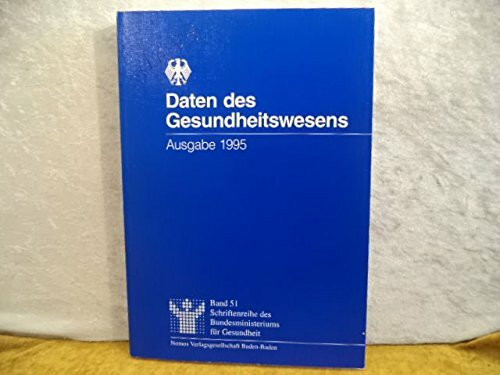 Daten des
Gesundheitswesens
Ausgabe 1995
Band 51
Schriftenreihe des
Bundesministeriums
für Gesundheit
Nomos Verlagsgesellschaft Baden-Baden